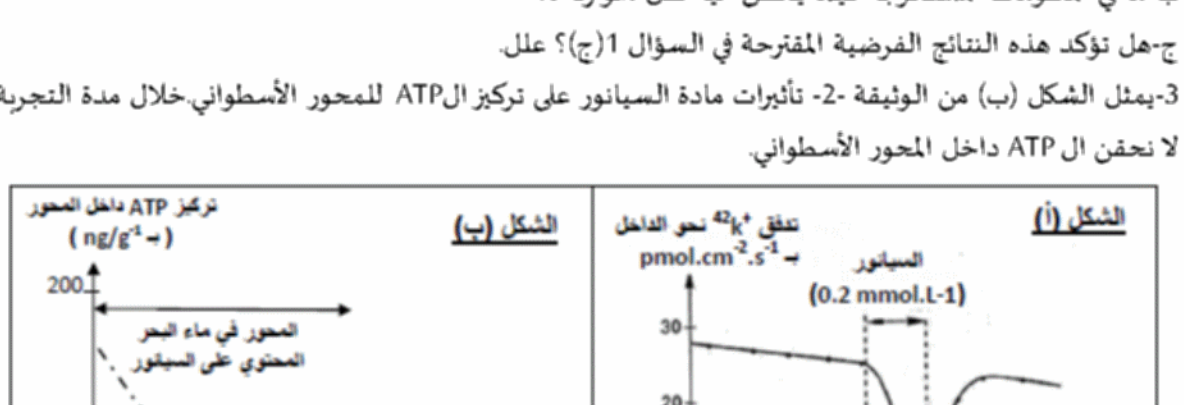 ج-هل تؤكد هذه النتائج الفرضية المقترحة في السؤال 1(ج)؟ علل.
3-يمثل الشكل (ب) من الوثيقة -2- تأثيرات مادة السيانور على تركيز الATP للمحور الأسطواني.خلال مدة التجربة
لا نحقن ال ATP داخل المحور الأسطواني.
الشكل (أ)
تدفق ⁴²k⁺ نحو الداخل
pmol.cm⁻².s⁻¹
السيانور
(0.2 mmol.L-1)
30
20
الشكل (ب)
تركيز ATP داخل المحور
( ng/g⁻¹ )
200
المحور في ماء البحر
المحتوي على السيانور